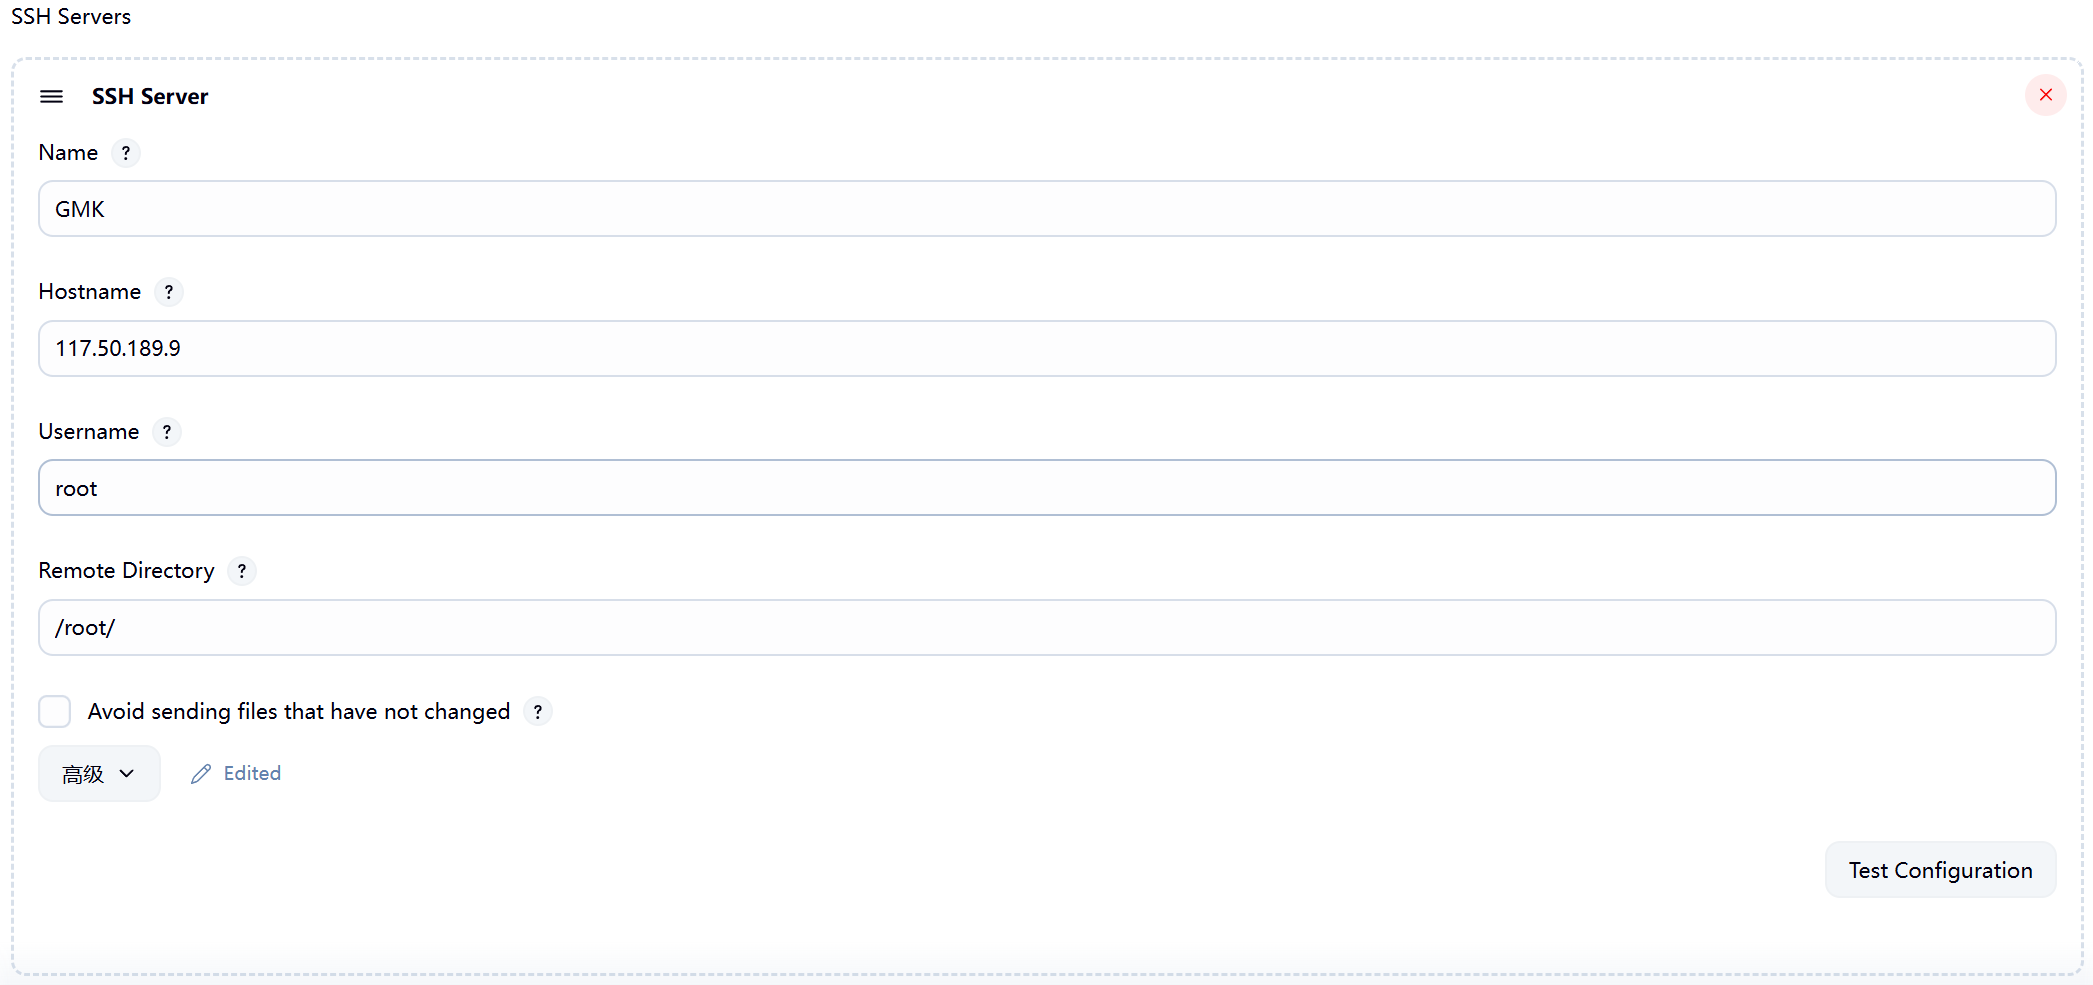 SSH Servers
SSH Server
Name ?
GMK
Hostname ?
117.50.189.9
Username ?
root
Remote Directory ?
/root/
Avoid sending files that have not changed ?
高级 Edited
Test Configuration